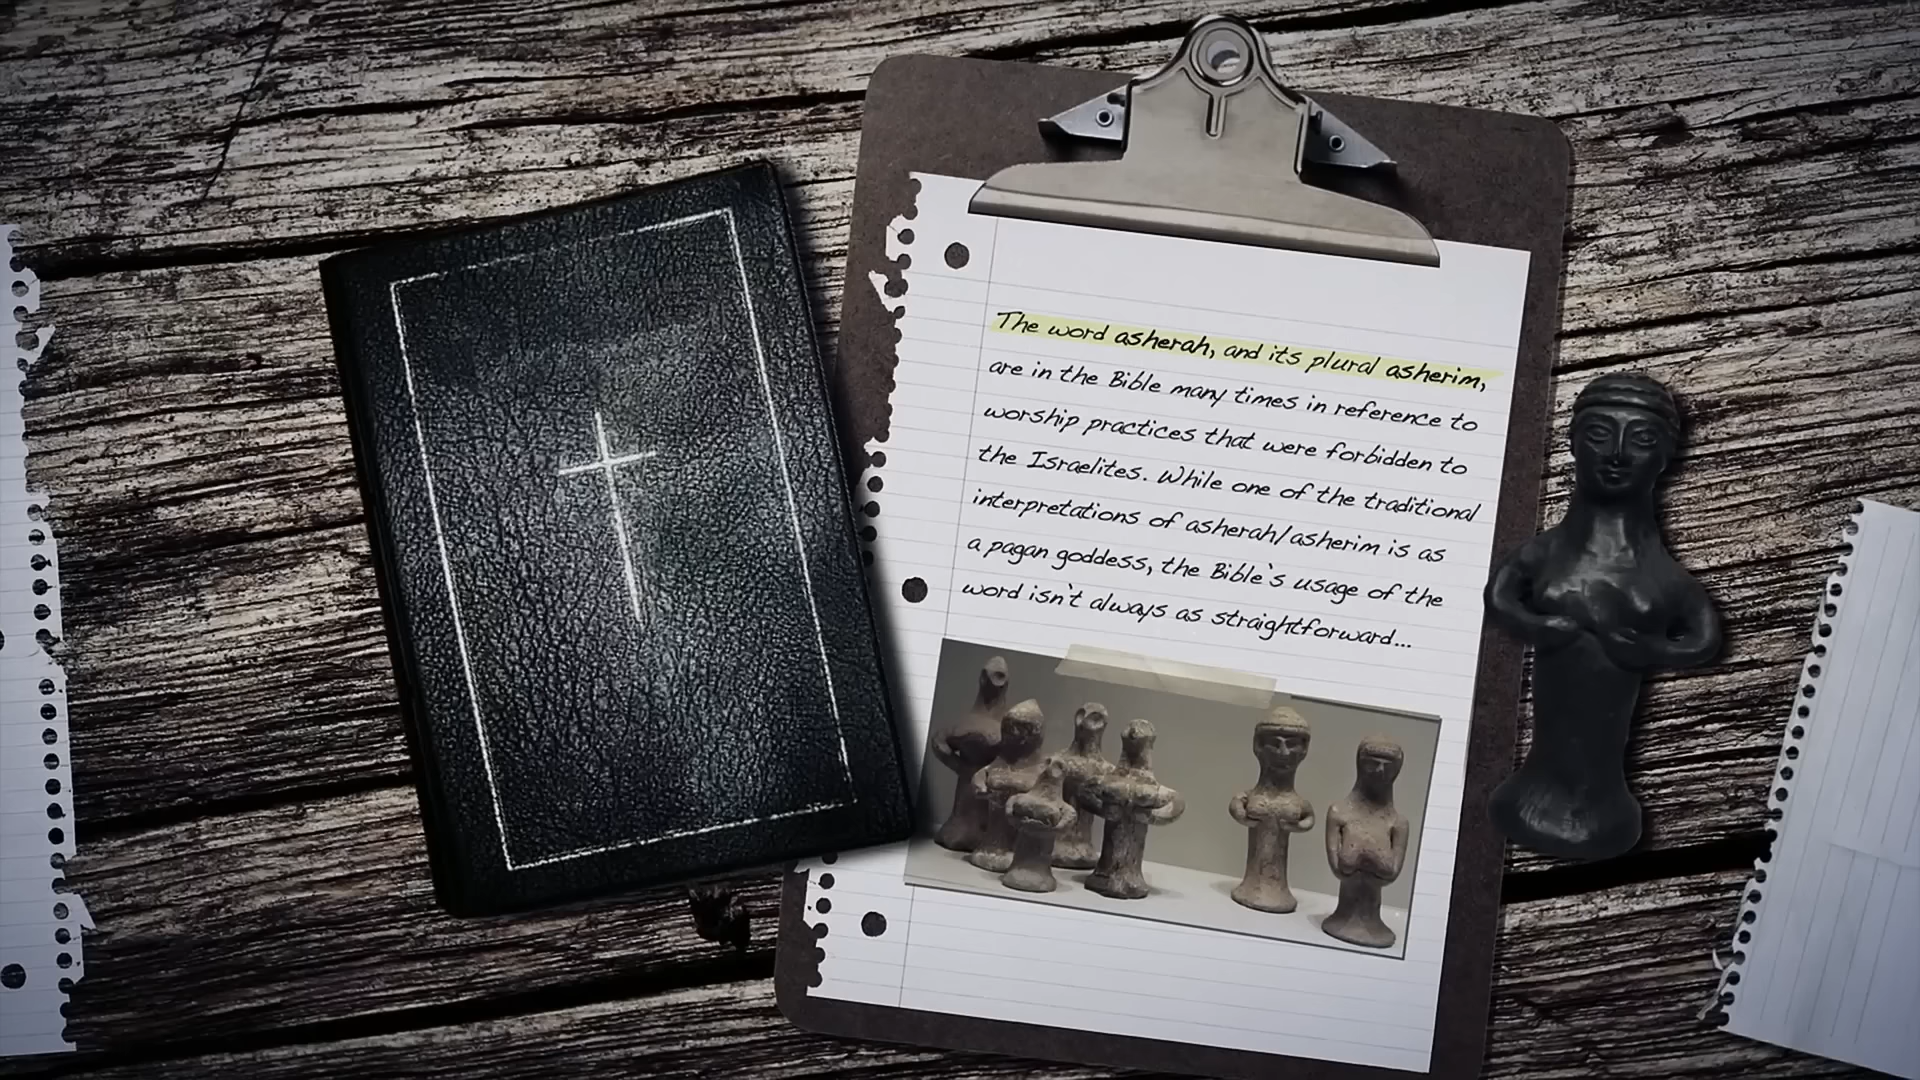 The word asherah, and its plural asherim,
are in the Bible many times in reference to
worship practices that were forbidden to
the Israelites. While one of the traditional
interpretations of asherah/asherim is as
a pagan goddess, the Bible's usage of the
word isn't always as straightforward...